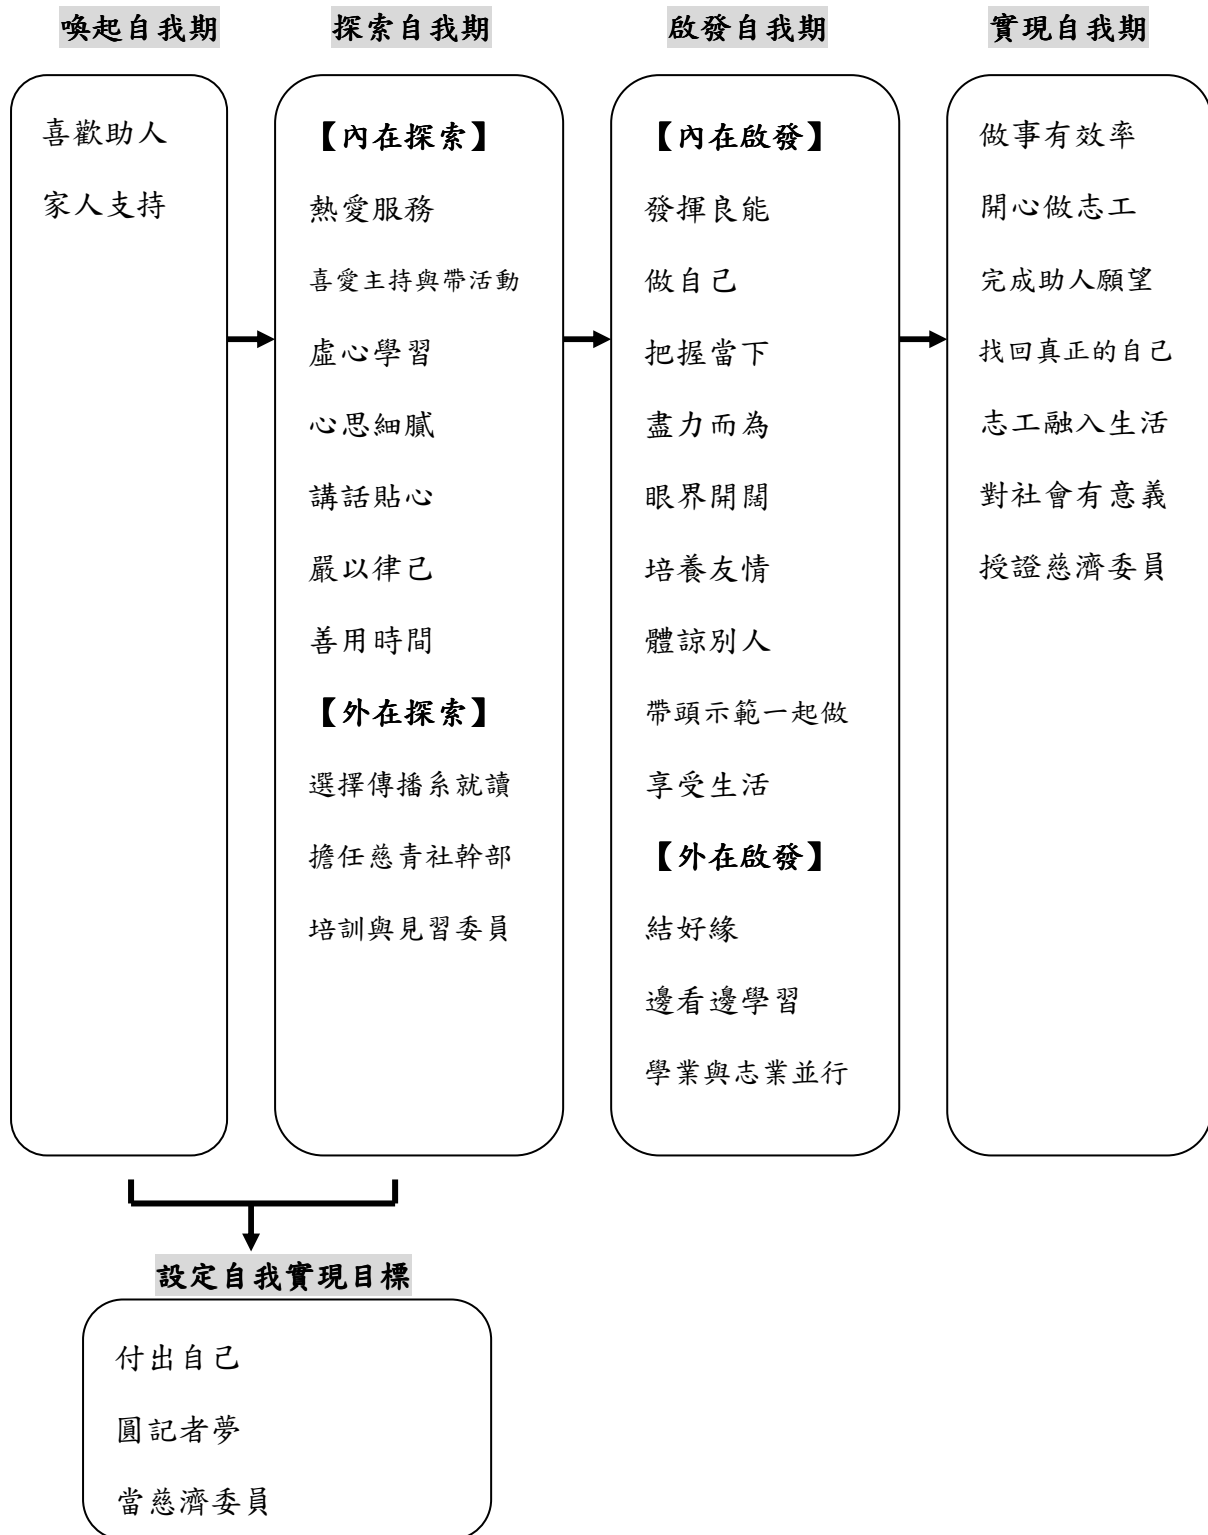 喚起自我期
喜歡助人
家人支持
探索自我期
【內在探索】
熱愛服務
喜愛主持與帶活動
虛心學習
心思細膩
講話貼心
嚴以律己
善用時間
【外在探索】
選擇傳播系就讀
擔任慈青社幹部
培訓與見習委員
啟發自我期
【內在啟發】
發揮良能
做自己
把握當下
盡力而為
眼界開闊
培養友情
體諒別人
帶頭示範一起做
享受生活
【外在啟發】
結好緣
邊看邊學習
學業與志業並行
實現自我期
做事有效率
開心做志工
完成助人願望
找回真正的自己
志工融入生活
對社會有意義
授證慈濟委員
設定自我實現目標
付出自己
圓記者夢
當慈濟委員